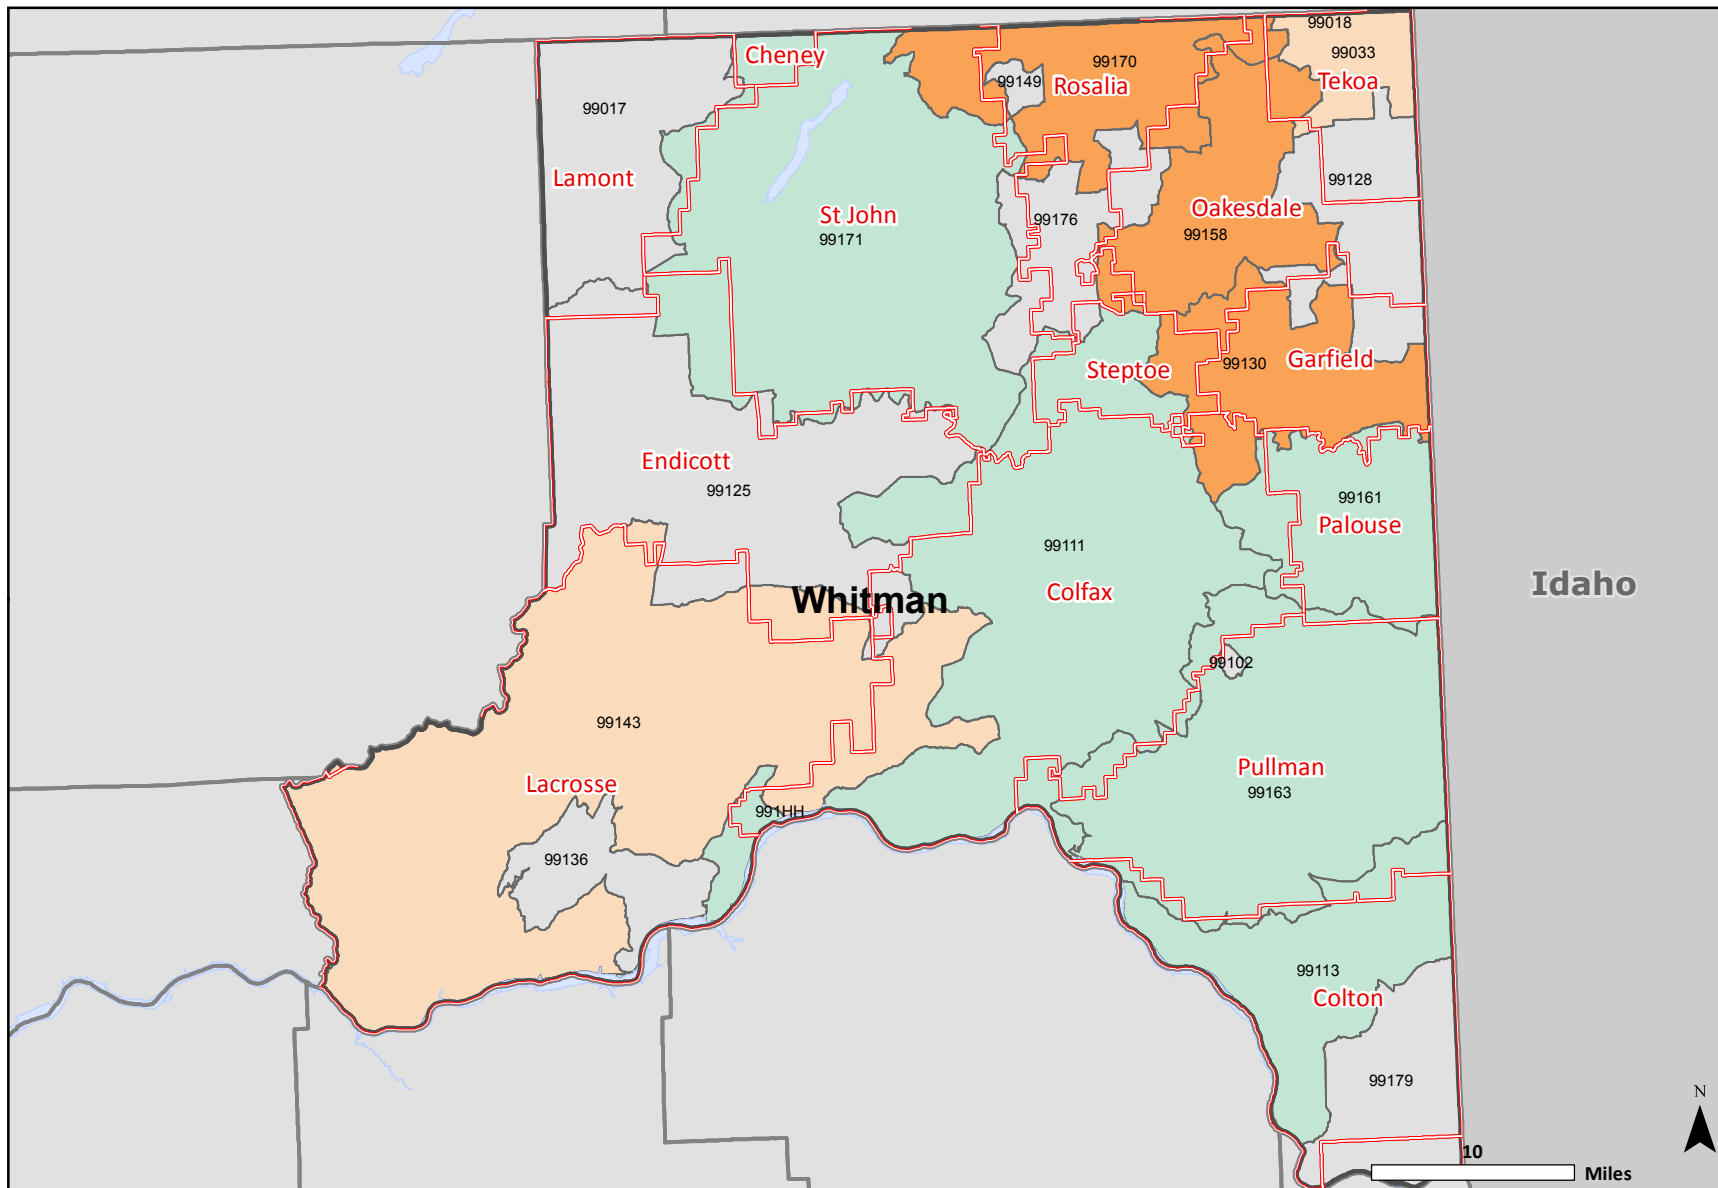 99018
Cheney
99170
99033
99149
Rosalia
Tekoa
99017
Lamont
99128
St John
99176
Oakesdale
99171
99158
Steptoe
99130
Garfield
Endicott
99125
99161
Palouse
99111
Colfax
Idaho
Whitman
99102
99143
Lacrosse
Pullman
99163
991HH
99136
99113
Colton
99179
N
10
Miles